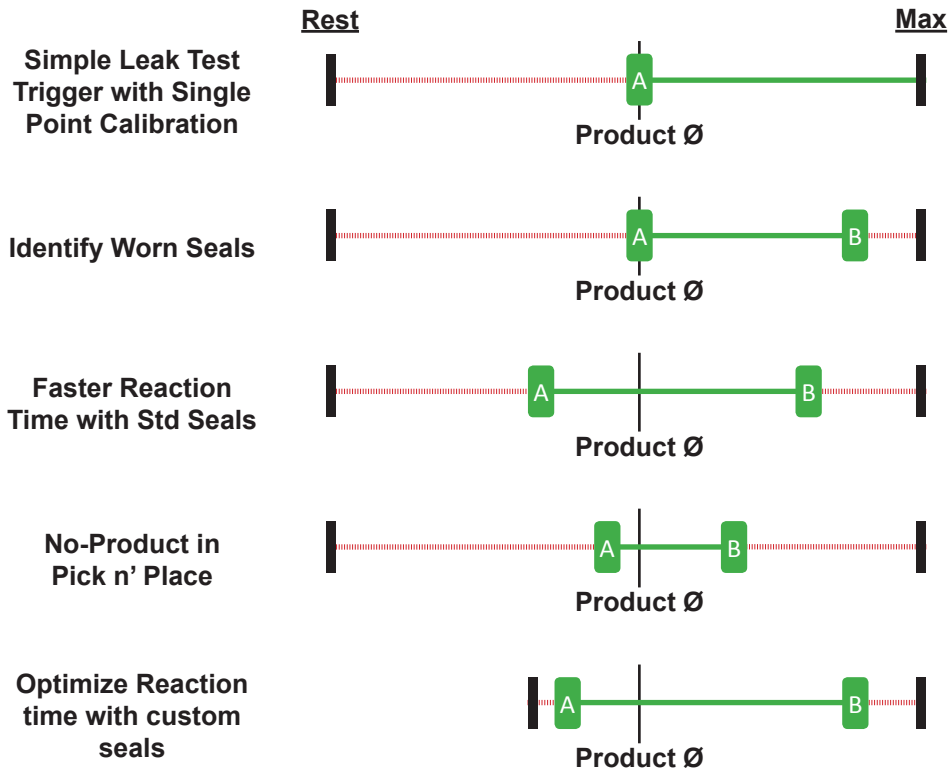 Rest
Max
Simple Leak Test
Trigger with Single
Point Calibration
A
Product Ø
Identify Worn Seals
A
B
Product Ø
Faster Reaction
Time with Std Seals
A
B
Product Ø
No-Product in
Pick n’ Place
A
B
Product Ø
Optimize Reaction
time with custom
seals
A
B
Product Ø